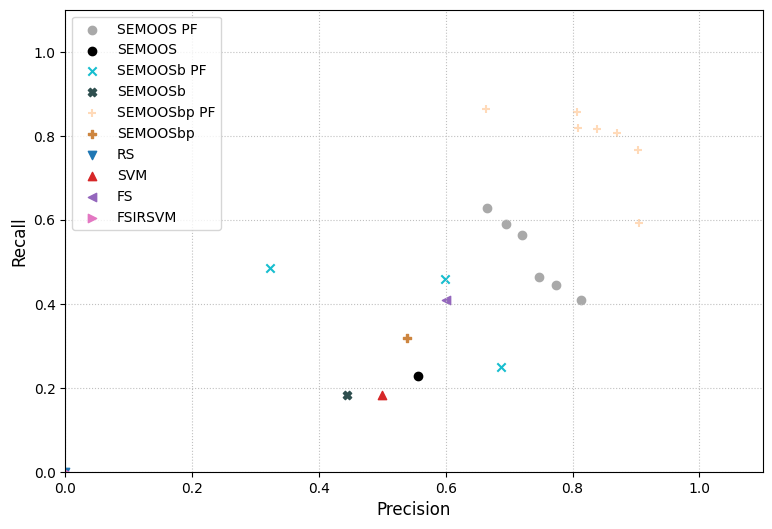 SEMOOS PF
SEMOOS
SEMOOSb PF
SEMOOSb
SEMOOSbp PF
SEMOOSbp
RS
SVM
FS
FSIRSVM
1.0
0.8
0.6
0.4
0.2
0.0
Recall
0.0 0.2 0.4 0.6 0.8 1.0
Precision